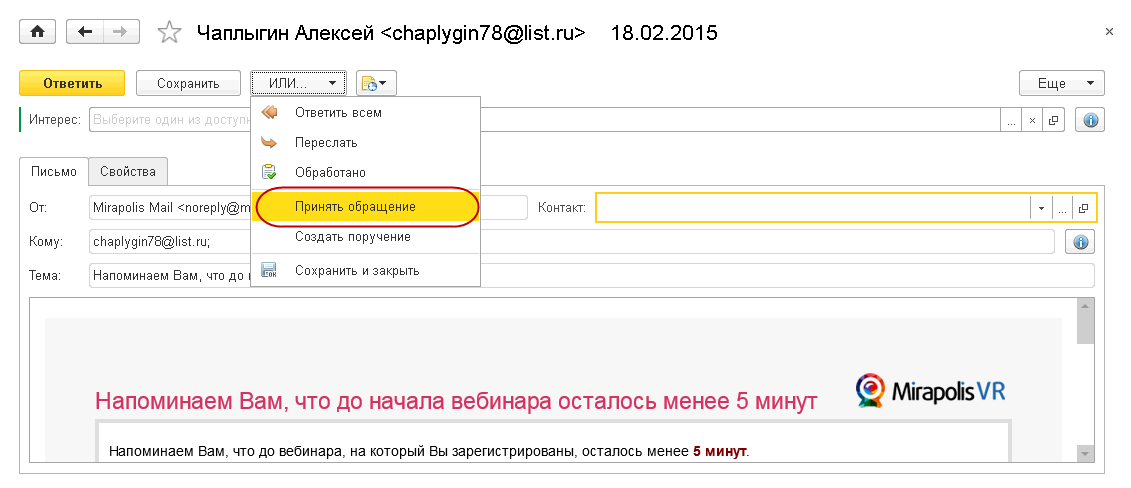 Чаплыгин Алексей <chaplygin78@list.ru> 18.02.2015
×
Ответить Сохранить ИЛИ... Еще
Интерес: Выберите один из доступн ... ×
Ответить всем
Переслать
Обработано
Принять обращение
Создать поручение
Сохранить и закрыть
Письмо Свойства
От: Mirapolis Mail <noreply@m Контакт: ...
Кому: chaplygin78@list.ru;
Тема: Напоминаем Вам, что до
Mirapolis VR
Напоминаем Вам, что до начала вебинара осталось менее 5 минут
Напоминаем Вам, что до вебинара, на который Вы зарегистрированы, осталось менее 5 минут.